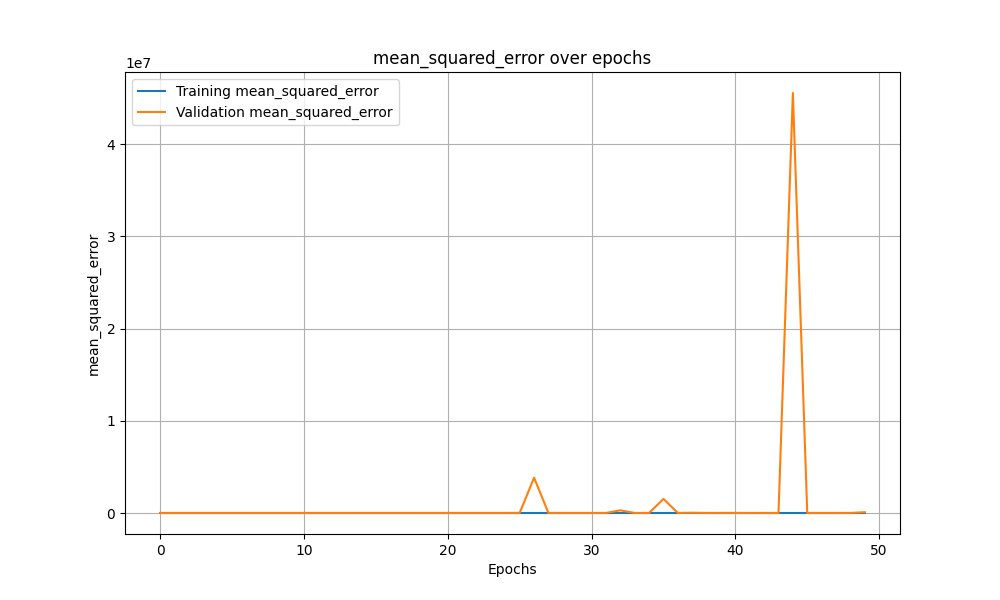 mean_squared_error over epochs
1e7
Training mean_squared_error
Validation mean_squared_error
4
3
2
1
0
mean_squared_error
0 10 20 30 40 50
Epochs